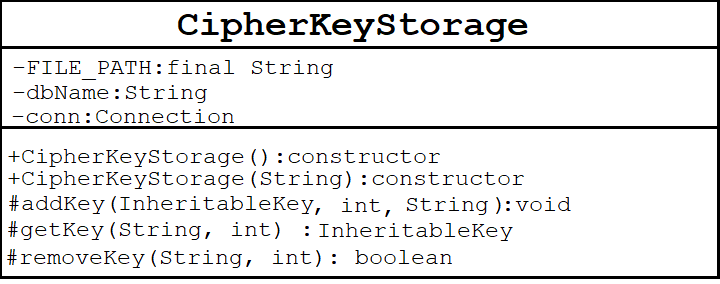 CipherKeyStorage
-FILE_PATH:final String
-dbName:String
-conn:Connection
+CipherKeyStorage():constructor
+CipherKeyStorage(String):constructor
#addKey(InheritableKey, int, String):void
#getKey(String, int) :InheritableKey
#removeKey(String, int): boolean